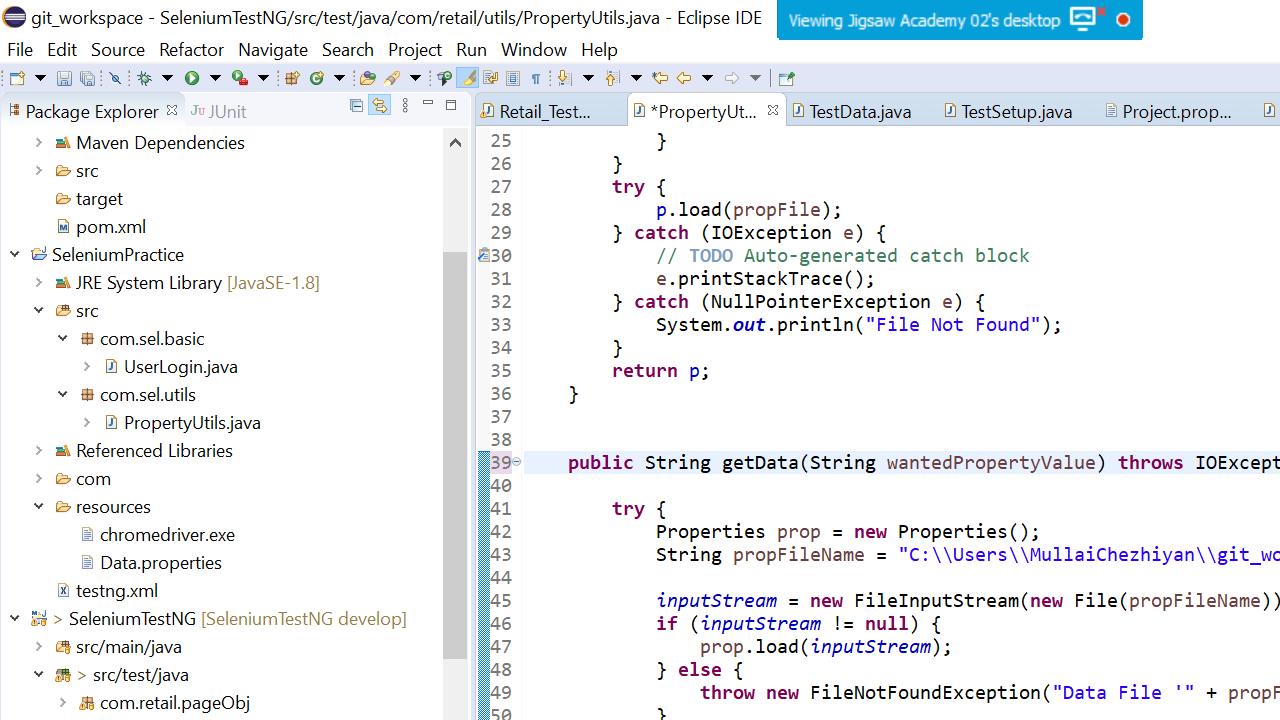 git_workspace - SeleniumTestNG/src/test/java/com/retail/utils/PropertyUtils.java - Eclipse IDE
Viewing Jigsaw Academy 02's desktop
File Edit Source Refactor Navigate Search Project Run Window Help
Package Explorer
JUnit
Retail_Test...
*PropertyUt...
TestData.java
TestSetup.java
Project.prop...
Maven Dependencies
src
target
pom.xml
SeleniumPractice
JRE System Library [JavaSE-1.8]
src
com.sel.basic
UserLogin.java
com.sel.utils
PropertyUtils.java
Referenced Libraries
com
resources
chromedriver.exe
Data.properties
testng.xml
> SeleniumTestNG [SeleniumTestNG develop]
src/main/java
> src/test/java
com.retail.pageObj
25 }
26 }
27 try {
28 p.load(propFile);
29 } catch (IOException e) {
30 // TODO Auto-generated catch block
31 e.printStackTrace();
32 } catch (NullPointerException e) {
33 System.out.println("File Not Found");
34 }
35 return p;
36 }
37
38
39 public String getData(String wantedPropertyValue) throws IOExcept
40
41 try {
42 Properties prop = new Properties();
43 String propFileName = "C:\\Users\\MullaiChezhiyan\\git_wo
44
45 inputStream = new FileInputStream(new File(propFileName))
46 if (inputStream != null) {
47 prop.load(inputStream);
48 } else {
49 throw new FileNotFoundException("Data File '" + propF
50 }